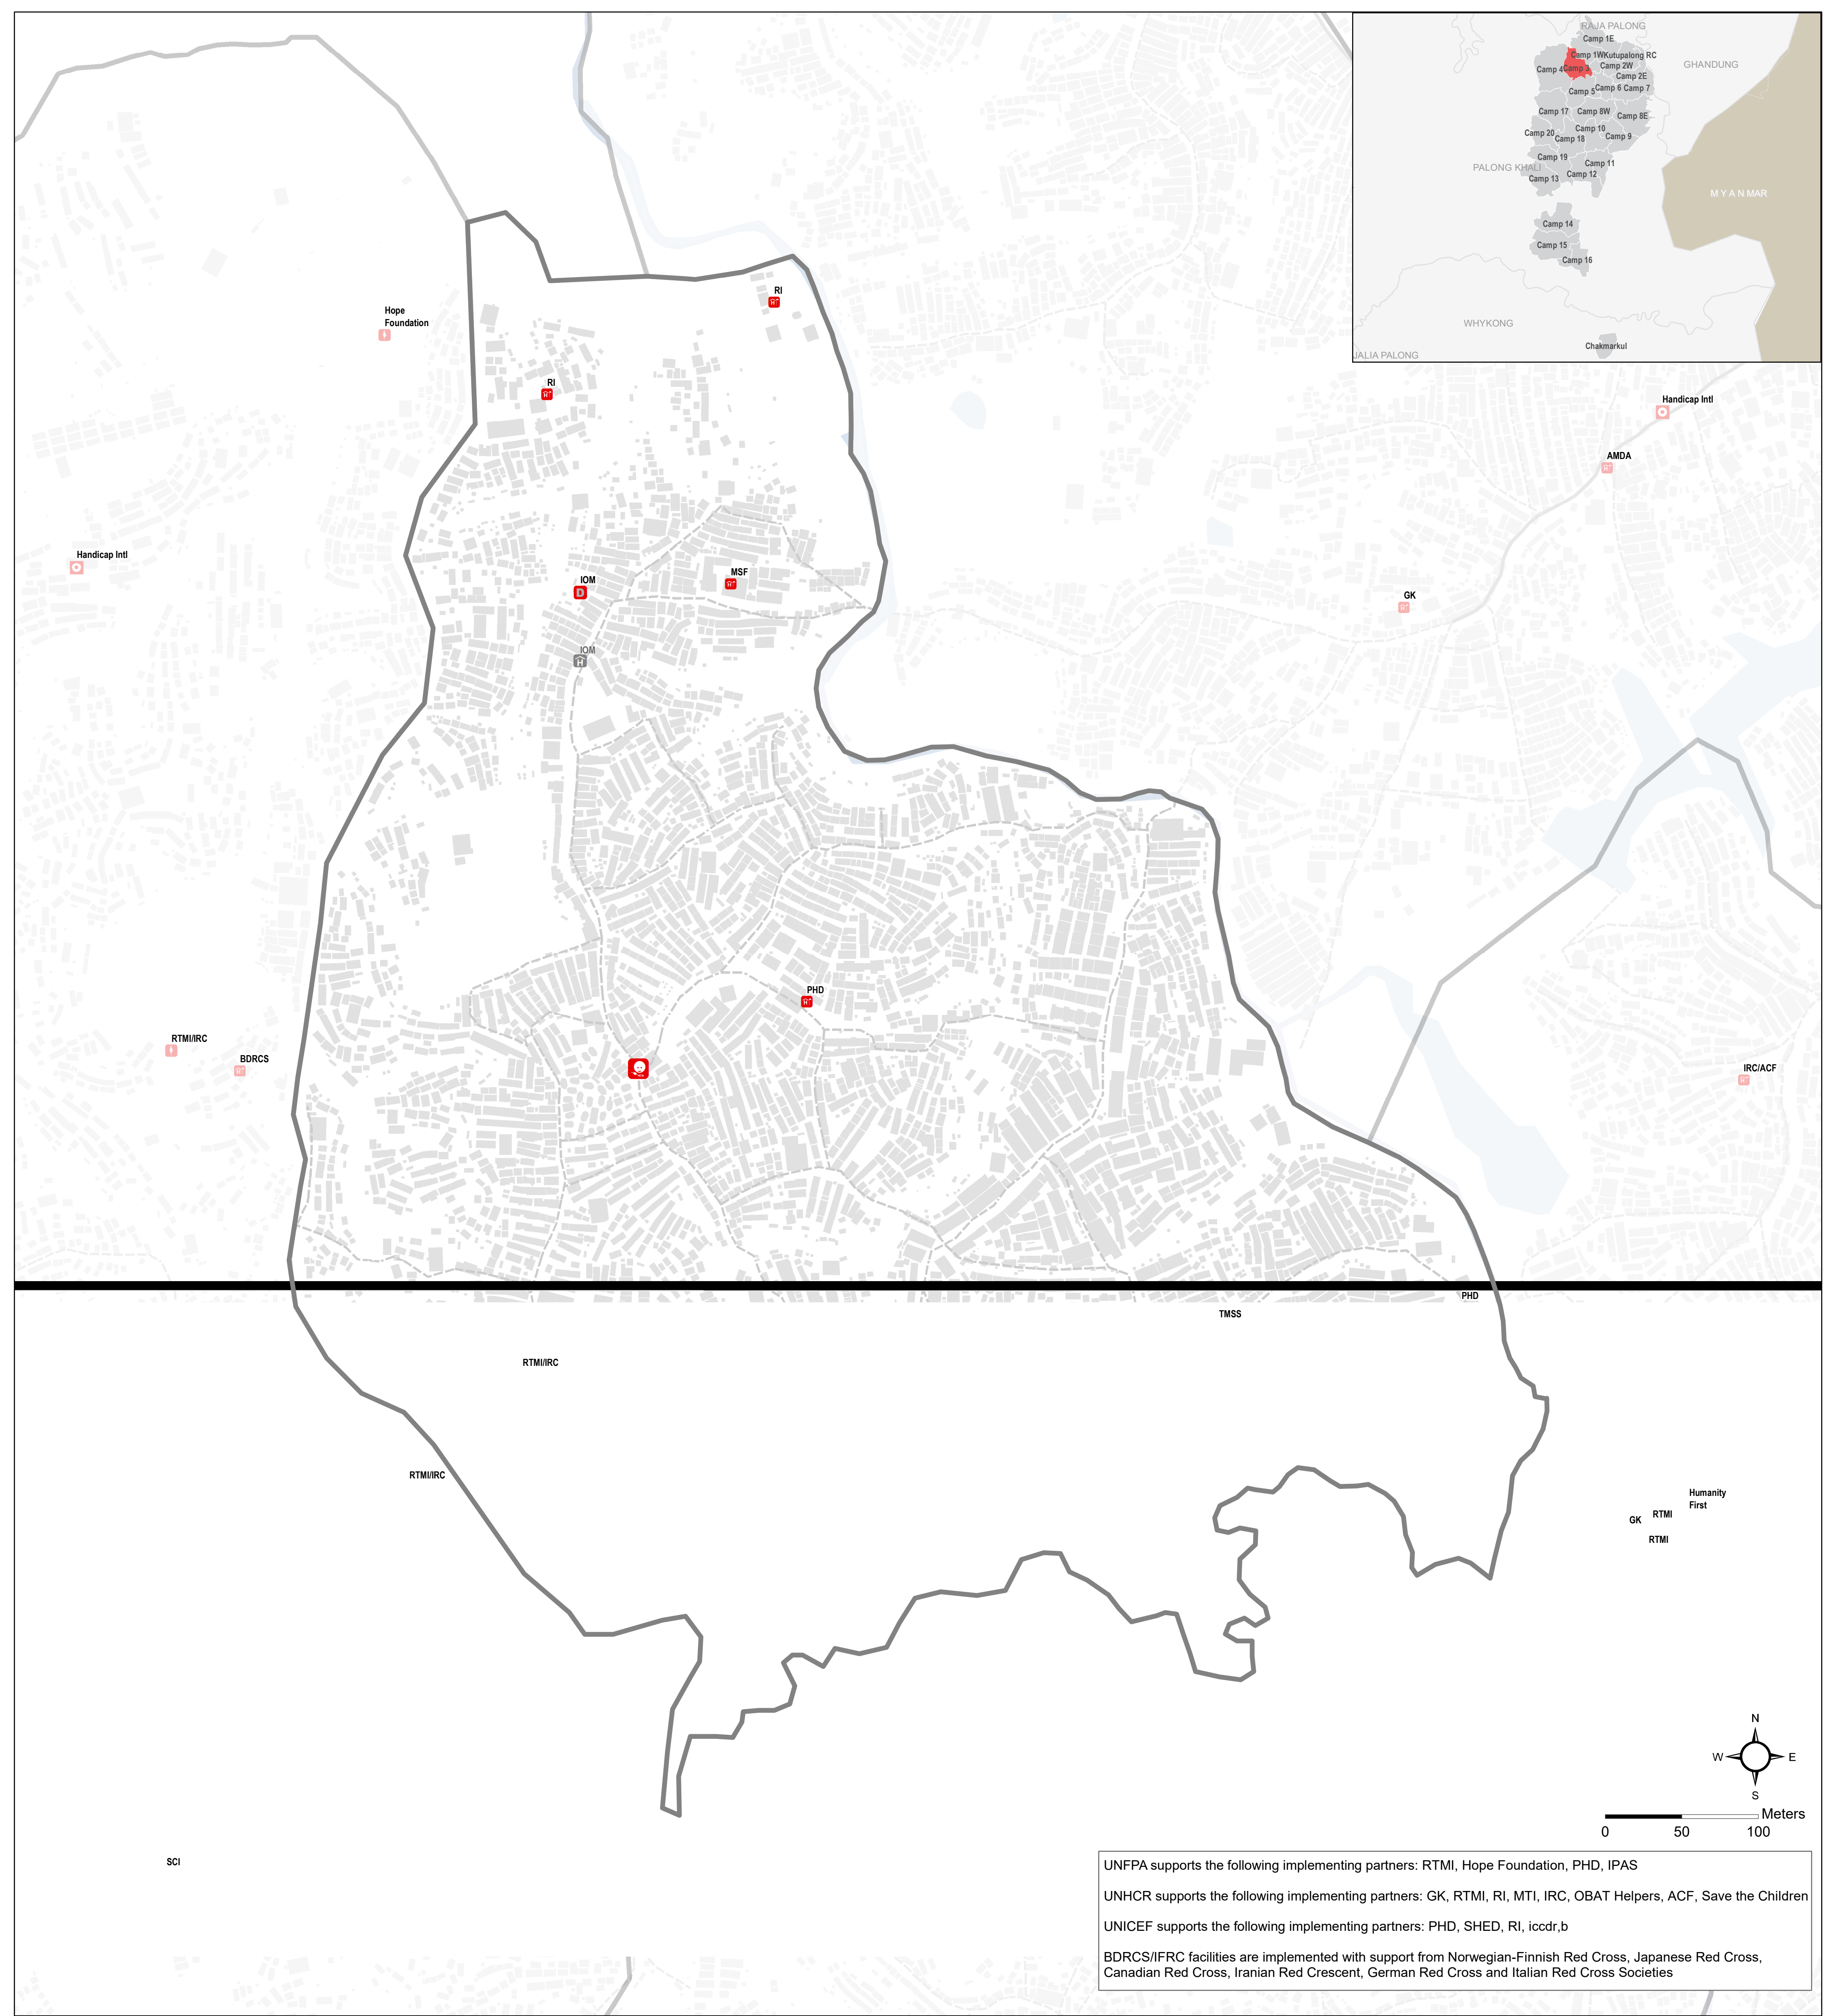 RAJA PALONG
Camp 1E
Camp 1W
Kutupalong RC
Camp 4
Camp 3
Camp 2W
GHANDUNG
Camp 2E
Camp 5
Camp 6
Camp 7
Camp 17
Camp 8W
Camp 8E
Camp 20
Camp 10
Camp 18
Camp 9
Camp 19
Camp 11
PALONG KHALI
Camp 13
Camp 12
M Y A N MAR
Camp 14
Camp 15
Camp 16
WHYKONG
Chakmarkul
JALIA PALONG
RI
Hope
Foundation
RI
Handicap Intl
AMDA
Handicap Intl
IOM
D
MSF
GK
IOM
H
PHD
RTMI/IRC
BDRCS
IRC/ACF
PHD
TMSS
RTMI/IRC
RTMI/IRC
Humanity
First
GK
RTMI
RTMI
SCI
N
W
E
S
Meters
0 50 100
UNFPA supports the following implementing partners: RTMI, Hope Foundation, PHD, IPAS
UNHCR supports the following implementing partners: GK, RTMI, RI, MTI, IRC, OBAT Helpers, ACF, Save the Children
UNICEF supports the following implementing partners: PHD, SHED, RI, iccdr,b
BDRCS/IFRC facilities are implemented with support from Norwegian-Finnish Red Cross, Japanese Red Cross,
Canadian Red Cross, Iranian Red Crescent, German Red Cross and Italian Red Cross Societies